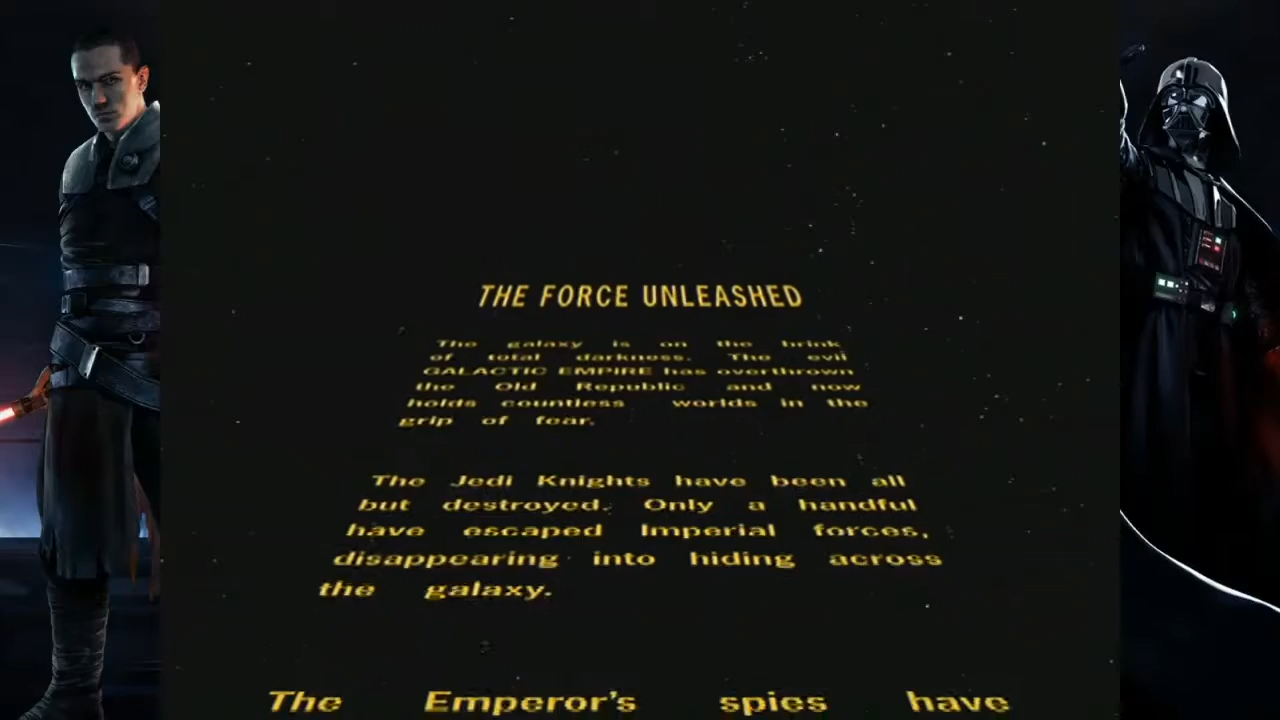 THE FORCE UNLEASHED
The galaxy is on the brink
of total darkness. The evil
GALACTIC EMPIRE has overthrown
the Old Republic and now
holds countless worlds in the
grip of fear.
The Jedi Knights have been all
but destroyed. Only a handful
have escaped Imperial forces,
disappearing into hiding across
the galaxy.
The Emperor's spies have